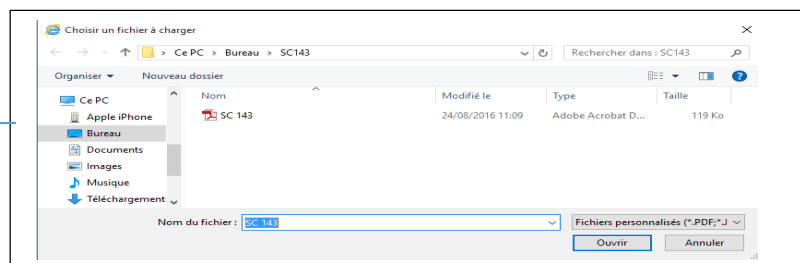 Choisir un fichier à charger
Ce PC > Bureau > SC143
Rechercher dans : SC143
Organiser
Nouveau dossier
Nom
Modifié le
Type
Taille
Ce PC
Apple iPhone
Bureau
Documents
Images
Musique
Téléchargement
SC 143
24/08/2016 11:09
Adobe Acrobat D...
119 Ko
Nom du fichier :
SC 143
Fichiers personnalisés (*.PDF;*.J
Ouvrir
Annuler